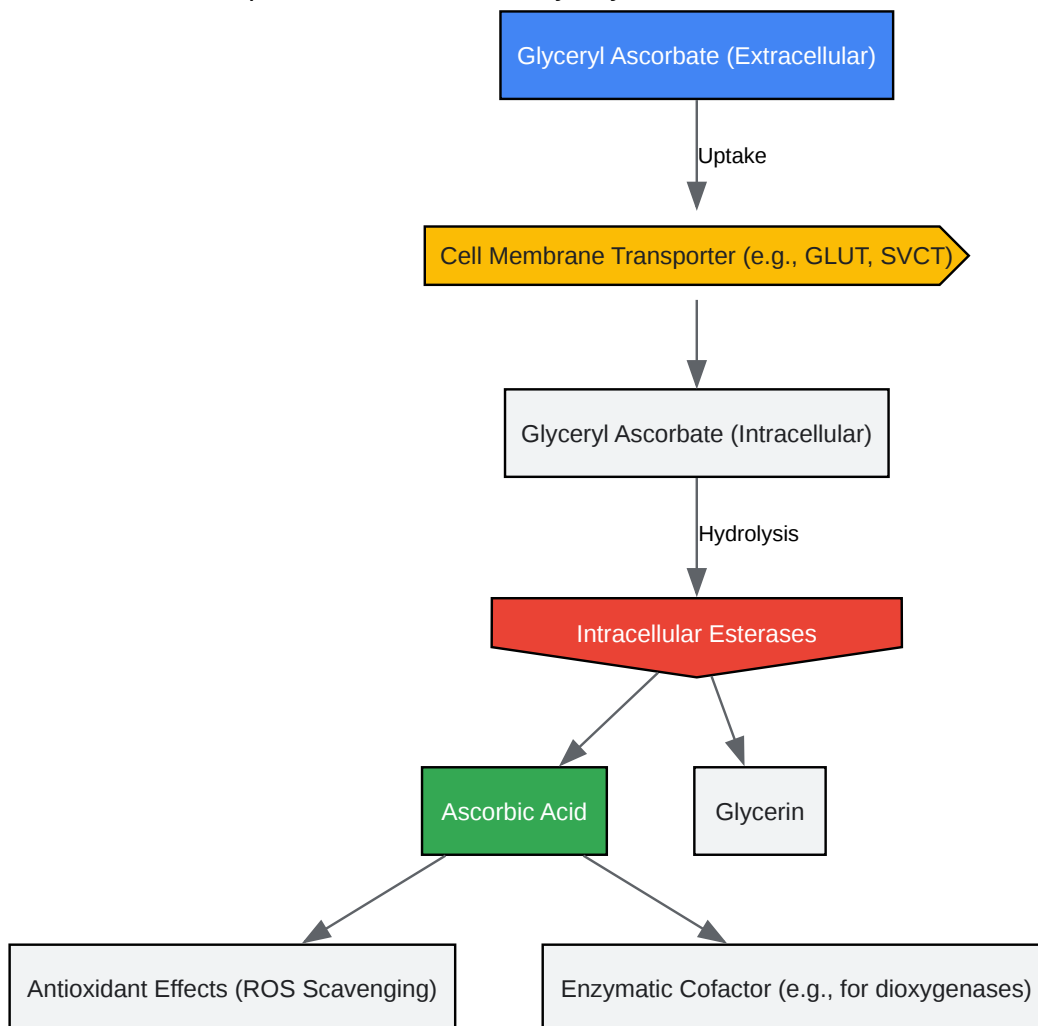 Glyceryl Ascorbate (Extracellular)
Uptake
Cell Membrane Transporter (e.g., GLUT, SVCT)
Glyceryl Ascorbate (Intracellular)
Hydrolysis
Intracellular Esterases
Ascorbic Acid
Glycerin
Antioxidant Effects (ROS Scavenging)
Enzymatic Cofactor (e.g., for dioxygenases)